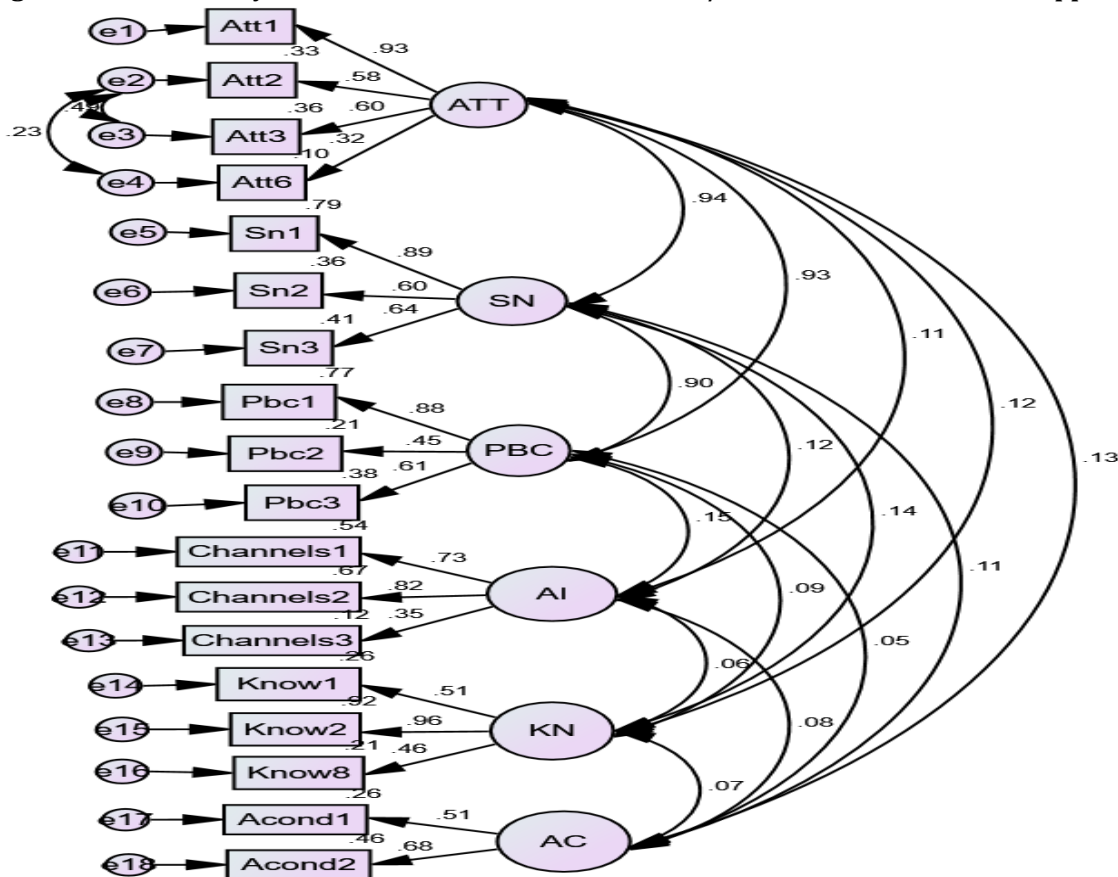 e1 Att1
.33 .93
e2 Att2 .58 ATT
.36 .60
.23 e3 Att3 .32
.10
e4 Att6
.79 .94
e5 Sn1 .89
.36 .93
e6 Sn2 .60 SN
.64
.41 .11
e7 Sn3
.77 .90
e8 Pbc1 .88 .12
.21
e9 Pbc2 .45 PBC .12
.38 .61 .13
e10 Pbc3
.54 .15 .14
e11 Channels1 .73
.67 .11
e12 Channels2 .82 AI .09
.12 .35
e13 Channels3 .05
.26 .06
e14 Know1 .51
.92
e15 Know2 .96 KN .08
.21 .46
e16 Know8
.26 .07
e17 Acond1 .51
.46 AC
e18 Acond2 .68